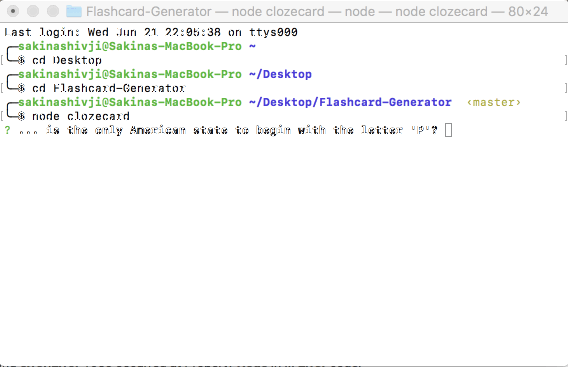 Flashcard-Generator — node clozecard — node — node clozecard — 80×24
Last login: Wed Jun 21 22:05:38 on ttys000
sakinashivji@Sakinas-MacBook-Pro ~
$ cd Desktop
sakinashivji@Sakinas-MacBook-Pro ~/Desktop
$ cd Flashcard-Generator
sakinashivji@Sakinas-MacBook-Pro ~/Desktop/Flashcard-Generator ‹master›
$ node clozecard
? ... is the only American state to begin with the letter 'P'?